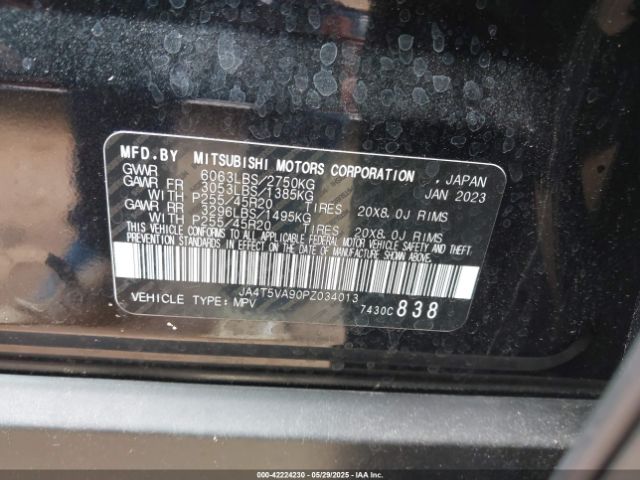 MFD.BY MITSUBISHI MOTORS CORPORATION , JAPAN
GVWR 6063LBS/2750KG JAN 2023
GAWR FR 3053LBS/1385KG
WITH P255/45R20 TIRES 20X8.0J RIMS
GAWR RR 3296LBS/1495KG
WITH P255/45R20 TIRES 20X8.0J RIMS
THIS VEHICLE CONFORMS TO ALL APPLICABLE FEDERAL MOTOR VEHICLE SAFETY AND THEFT
PREVENTION STANDARDS IN EFFECT ON THE DATE OF MANUFACTURE SHOWN ABOVE.
JA4T5VA90PZ034013
VEHICLE TYPE: MPV 7430C 838
000-42224230 - 05/29/2025 - IAA Inc.